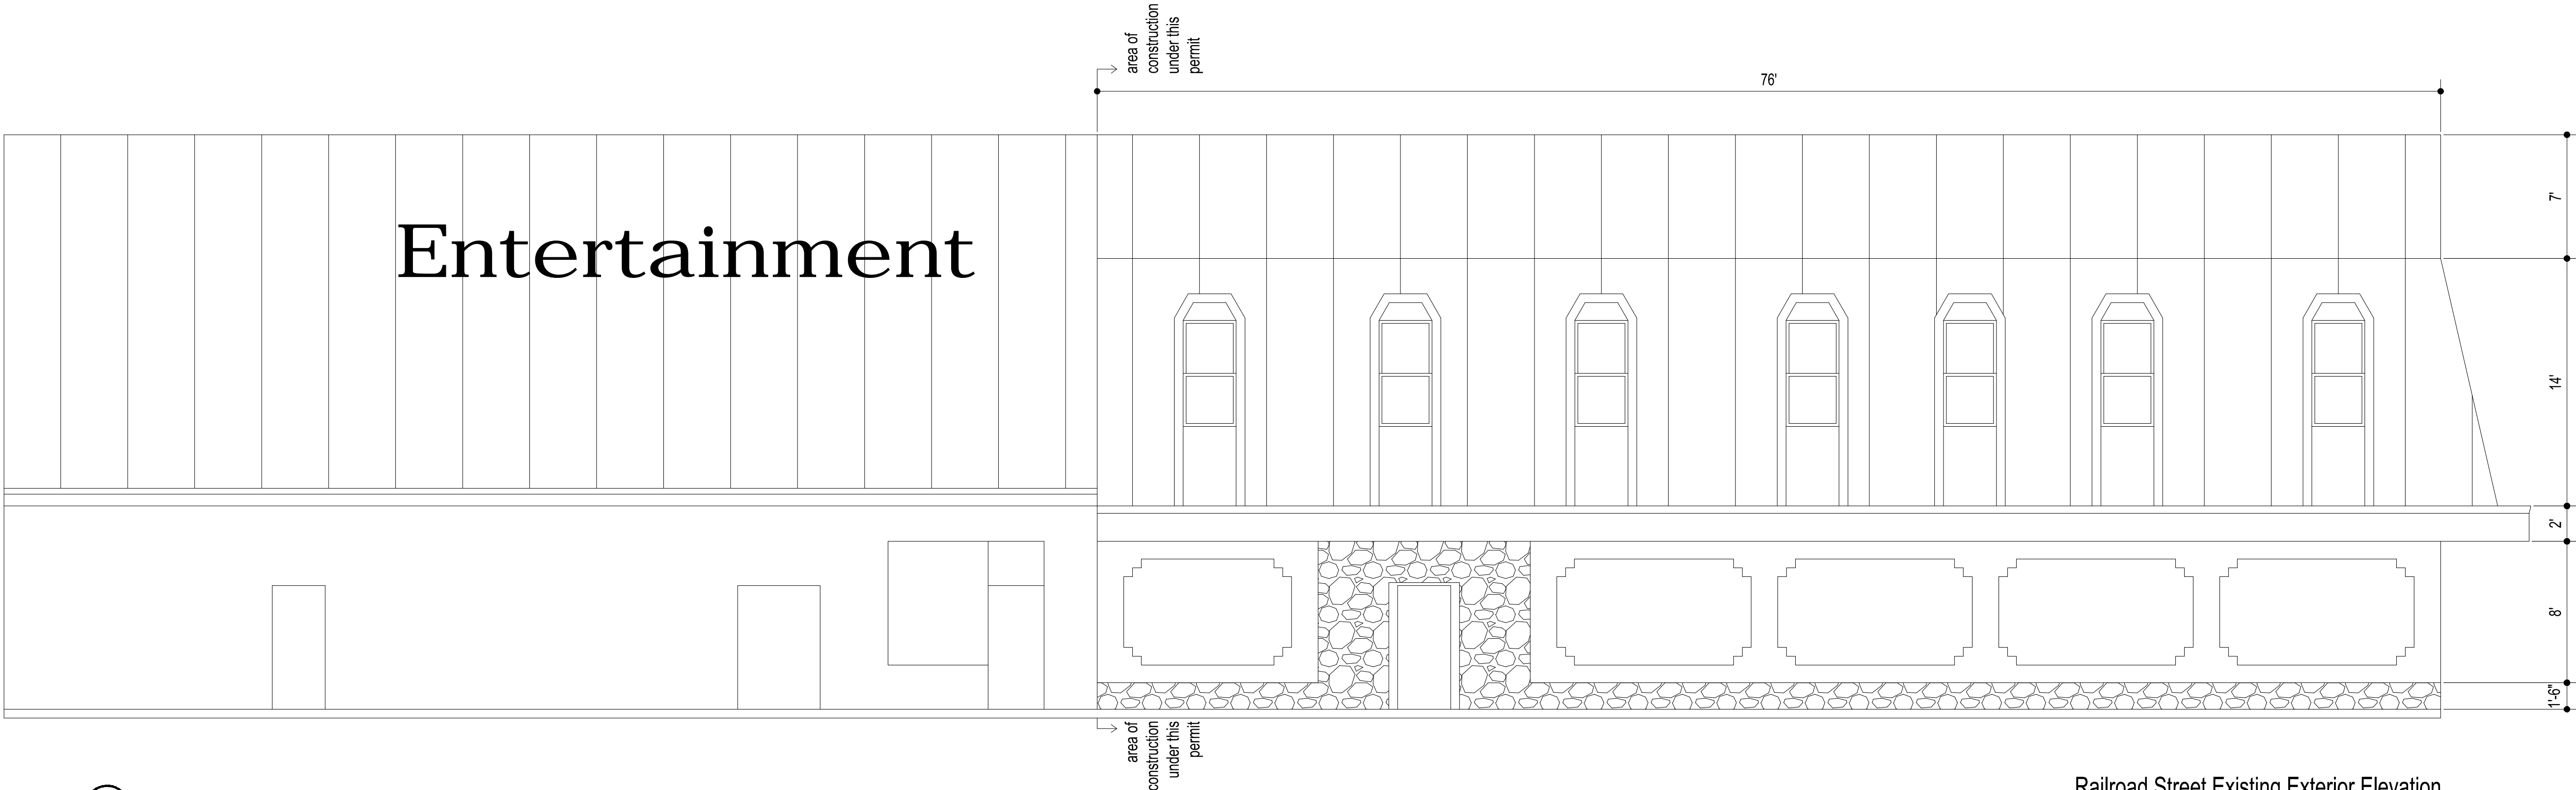 area of
construction
under this
permit
76'
7'
Entertainment
14'
2'
8'
1'-6"
area of
construction
under this
permit
Railroad Street Existing Exterior Elevation